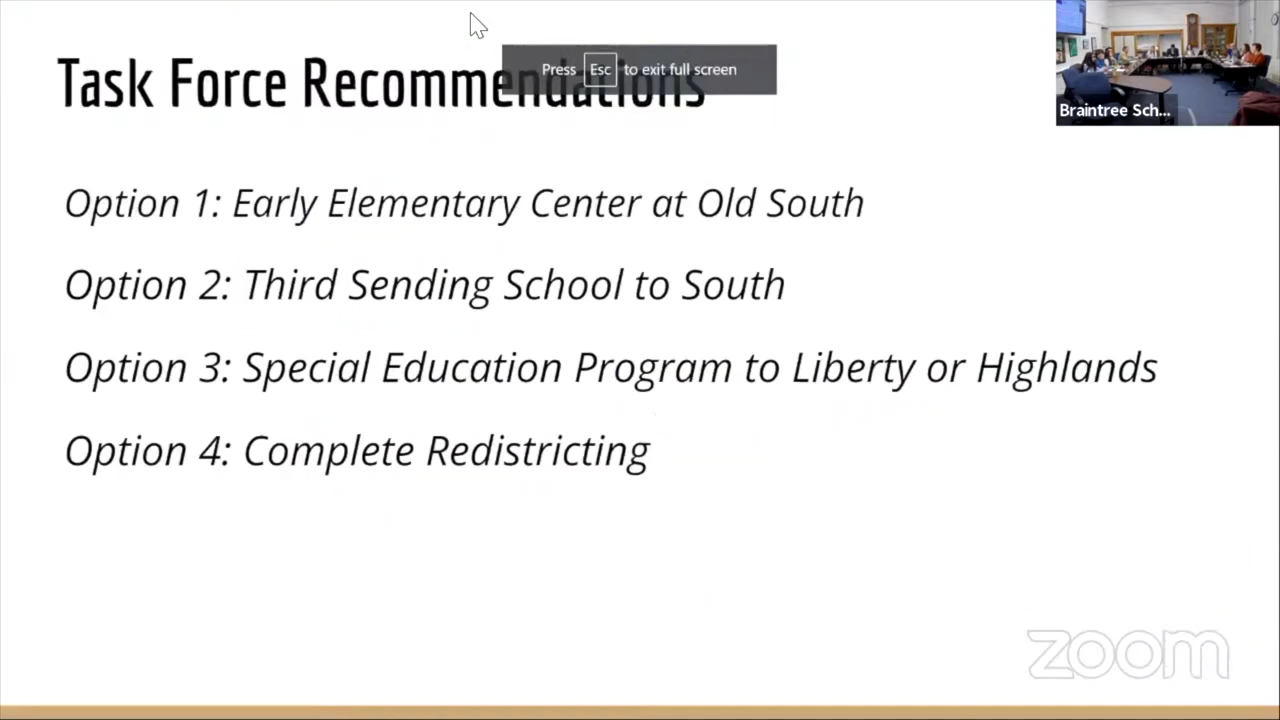 Task Force Recommendations
Press Esc to exit full screen
Braintree Sch...
Option 1: Early Elementary Center at Old South
Option 2: Third Sending School to South
Option 3: Special Education Program to Liberty or Highlands
Option 4: Complete Redistricting
zoom